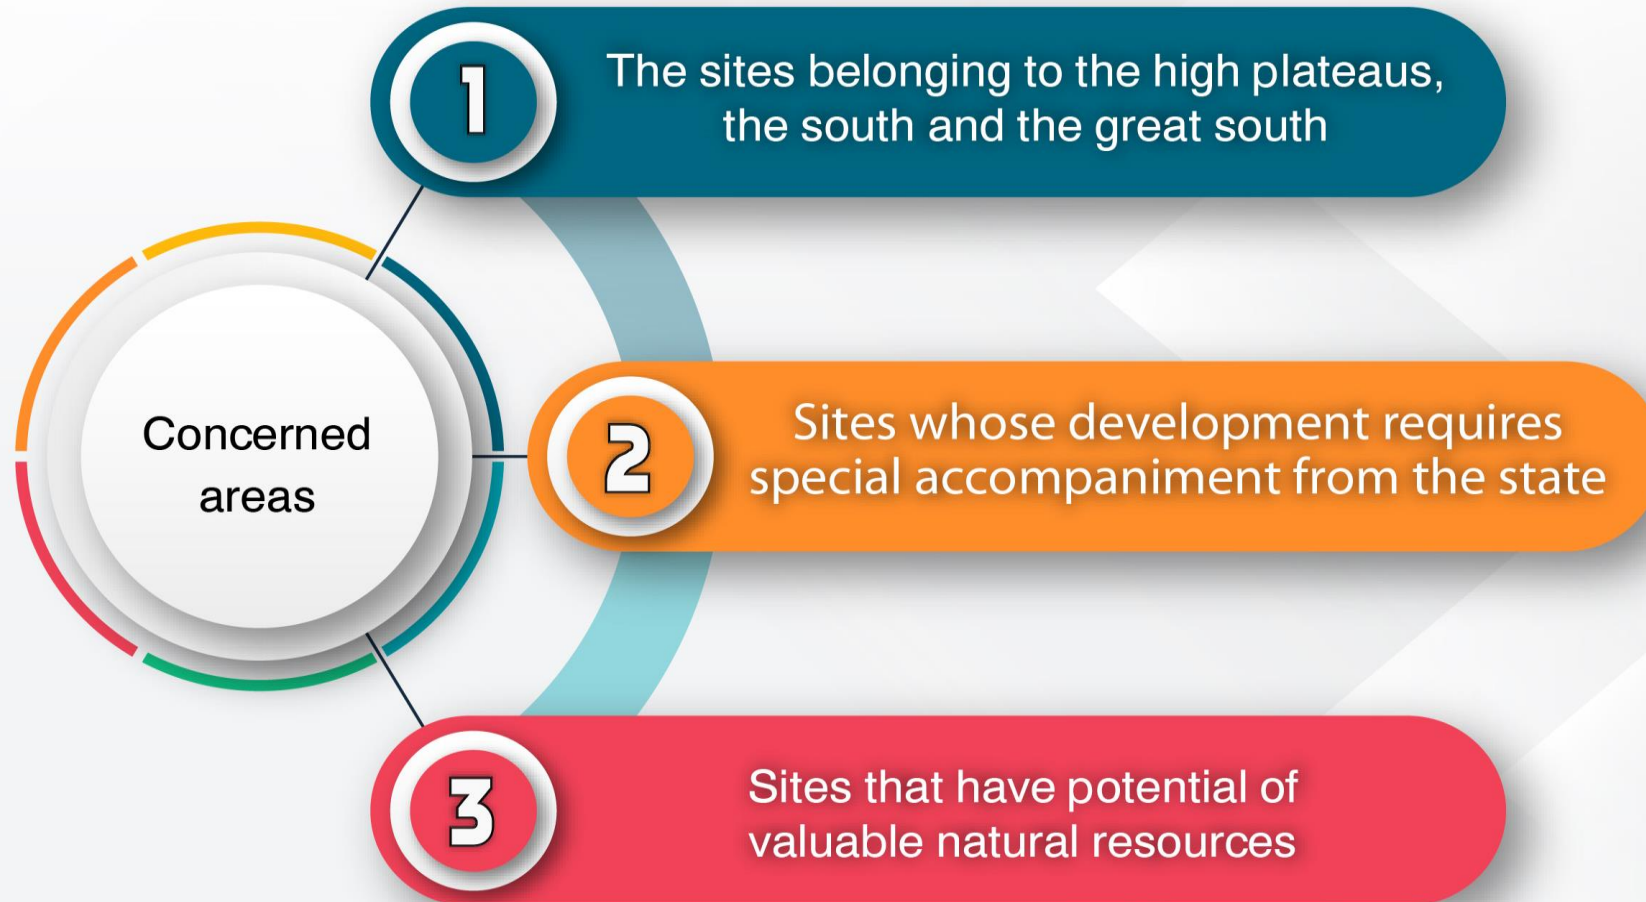 Concerned
areas
1
The sites belonging to the high plateaus,
the south and the great south
2
Sites whose development requires
special accompaniment from the state
3
Sites that have potential of
valuable natural resources